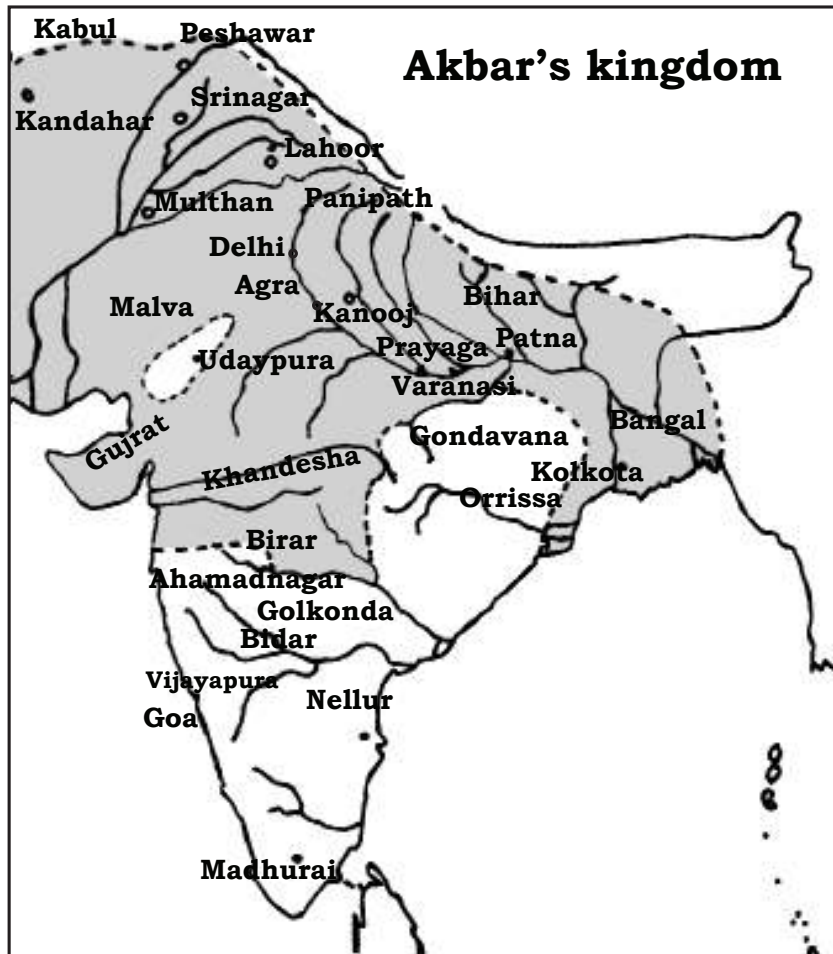 Kabul
Peshawar
Akbar's kingdom
Srinagar
Kandahar
Lahoor
Multhan
Panipath
Delhi
Agra
Bihar
Malva
Kanooj
Patna
Prayaga
Udaypura
Varanasi
Bangal
Gondavana
Gujrat
Khandesha
Kolkota
Orrissa
Birar
Ahamadnagar
Golkonda
Bidar
Vijayapura
Nellur
Goa
Madhurai